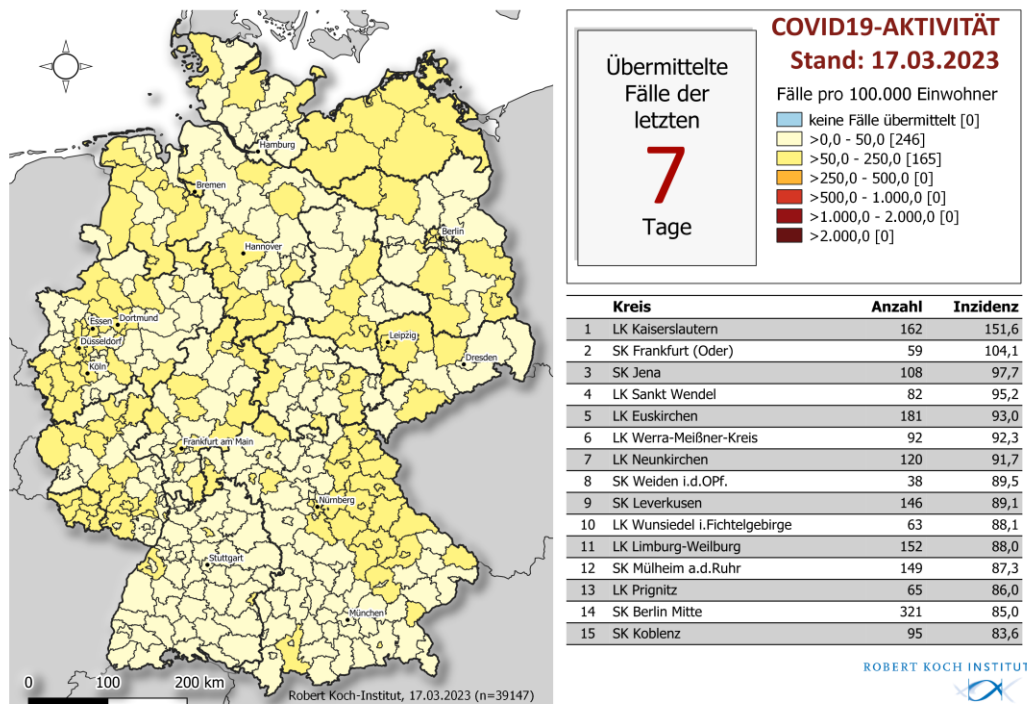 Hamburg
Bremen
Berlin
Hannover
Essen
Dortmund
Düsseldorf
Köln
Leipzig
Dresden
Frankfurt am Main
Nürnberg
Stuttgart
München
0 100 200 km
Robert Koch-Institut, 17.03.2023 (n=39147)
COVID19-AKTIVITÄT
Stand: 17.03.2023
Übermittelte
Fälle der
letzten
7
Tage
Fälle pro 100.000 Einwohner
keine Fälle übermittelt [0]
>0,0 - 50,0 [246]
>50,0 - 250,0 [165]
>250,0 - 500,0 [0]
>500,0 - 1.000,0 [0]
>1.000,0 - 2.000,0 [0]
>2.000,0 [0]
Kreis Anzahl Inzidenz
1 LK Kaiserslautern 162 151,6
2 SK Frankfurt (Oder) 59 104,1
3 SK Jena 108 97,7
4 LK Sankt Wendel 82 95,2
5 LK Euskirchen 181 93,0
6 LK Werra-Meißner-Kreis 92 92,3
7 LK Neunkirchen 120 91,7
8 SK Weiden i.d.OPf. 38 89,5
9 SK Leverkusen 146 89,1
10 LK Wunsiedel i.Fichtelgebirge 63 88,1
11 LK Limburg-Weilburg 152 88,0
12 SK Mülheim a.d.Ruhr 149 87,3
13 LK Prignitz 65 86,0
14 SK Berlin Mitte 321 85,0
15 SK Koblenz 95 83,6
ROBERT KOCH INSTITUT